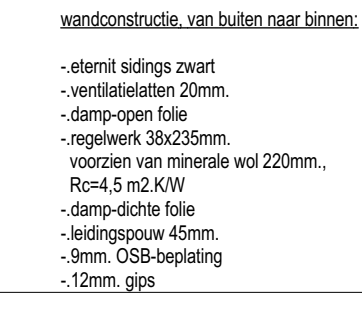 wandconstructie, van buiten naar binnen:
-.eternit sidings zwart
-.ventilatielatten 20mm.
-.damp-open folie
-.regelwerk 38x235mm.
voorzien van minerale wol 220mm.,
Rc=4,5 m2.K/W
-.damp-dichte folie
-.leidingspouw 45mm.
-.9mm. OSB-beplating
-.12mm. gips